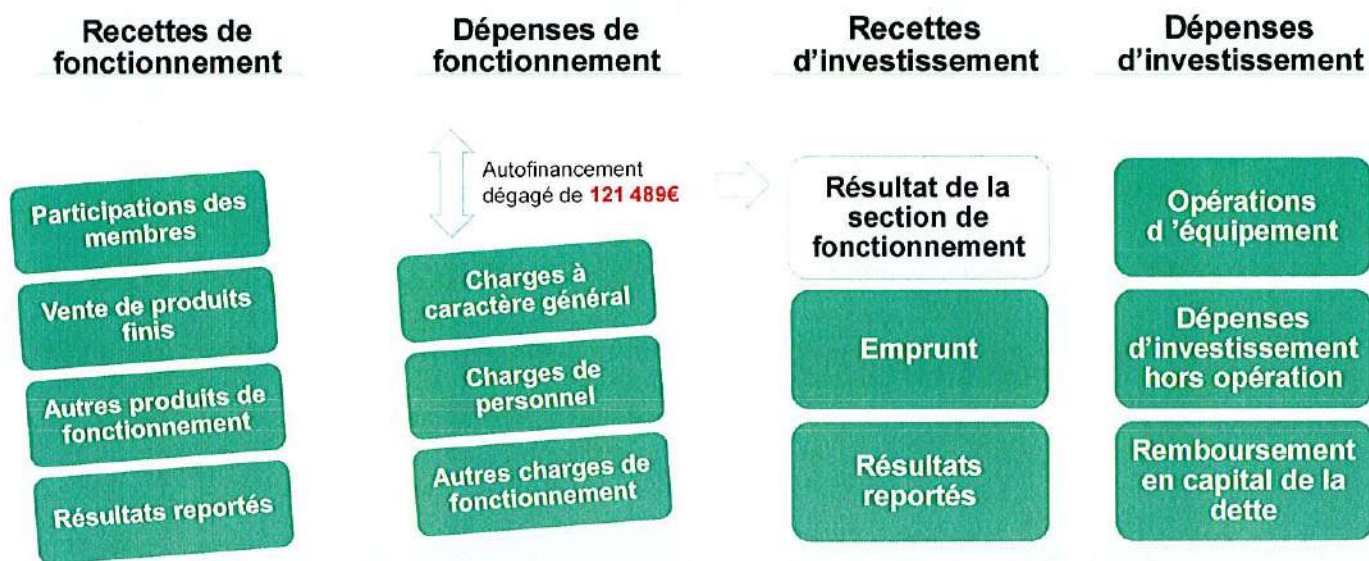 Recettes de
fonctionnement
Dépenses de
fonctionnement
Recettes
d'investissement
Dépenses
d'investissement
Participations des
membres
Vente de produits
finis
Autres produits de
fonctionnement
Résultats reportés
Autofinancement
dégagé de 121 489€
Charges à
caractère général
Charges de
personnel
Autres charges de
fonctionnement
Résultat de la
section de
fonctionnement
Emprunt
Résultats
reportés
Opérations
d 'équipement
Dépenses
d'investissement
hors opération
Remboursement
en capital de la
dette